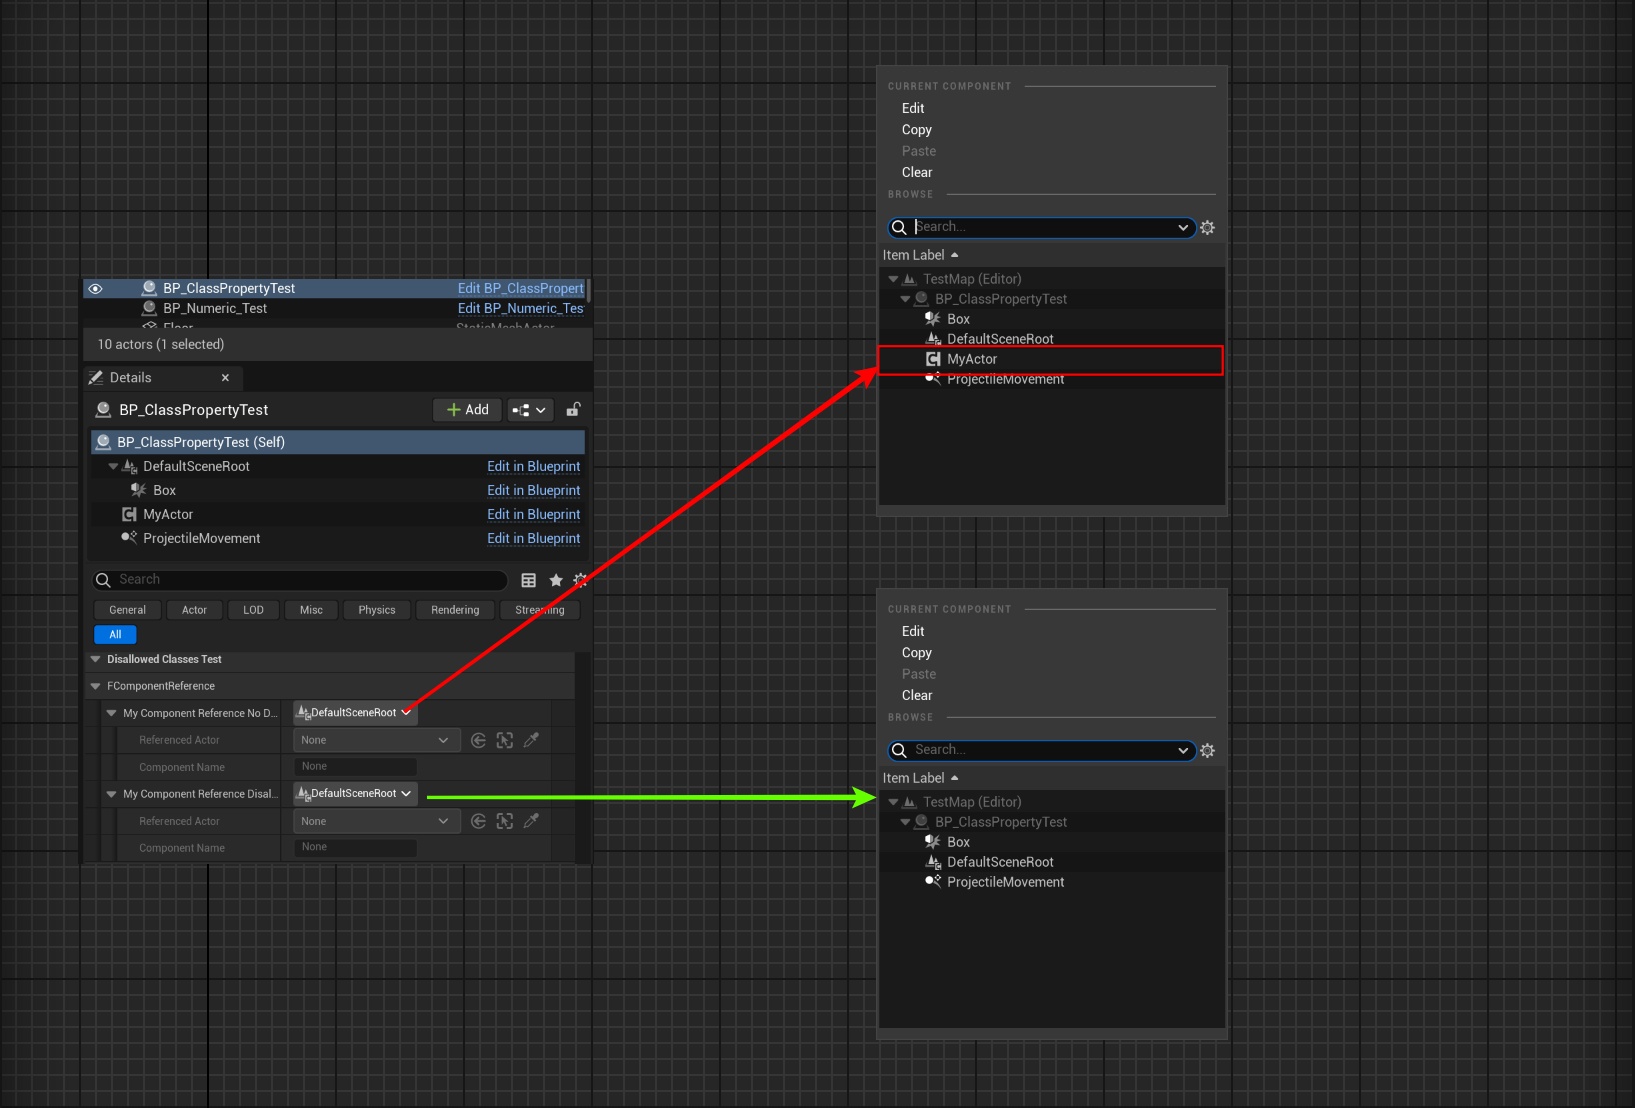 BP_ClassPropertyTest Edit BP_ClassPropert
BP_Numeric_Test Edit BP_Numeric_Tes
Floor StaticMeshActor
10 actors (1 selected)
Details ×
BP_ClassPropertyTest + Add
BP_ClassPropertyTest (Self)
DefaultSceneRoot Edit in Blueprint
Box Edit in Blueprint
MyActor Edit in Blueprint
ProjectileMovement Edit in Blueprint
Search
General Actor LOD Misc Physics Rendering Streaming
All
Disallowed Classes Test
FComponentReference
My Component Reference No D... DefaultSceneRoot
Referenced Actor None
Component Name None
My Component Reference Disal... DefaultSceneRoot
Referenced Actor None
Component Name None
CURRENT COMPONENT
Edit
Copy
Paste
Clear
BROWSE
Search...
Item Label
TestMap (Editor)
BP_ClassPropertyTest
Box
DefaultSceneRoot
MyActor
ProjectileMovement
CURRENT COMPONENT
Edit
Copy
Paste
Clear
BROWSE
Search...
Item Label
TestMap (Editor)
BP_ClassPropertyTest
Box
DefaultSceneRoot
ProjectileMovement